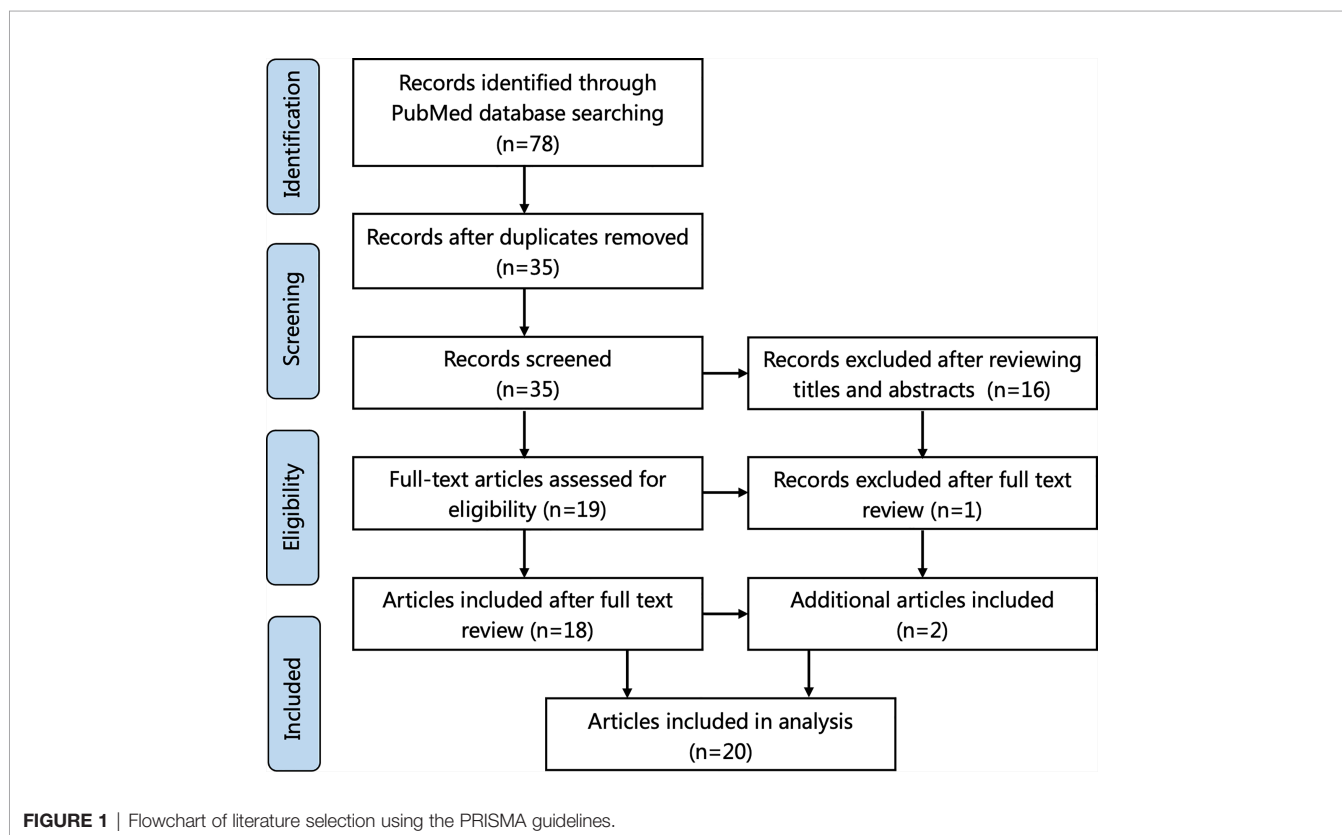 Identification
Records identified through
PubMed database searching
(n=78)
Records after duplicates removed
(n=35)
Screening
Records screened
(n=35)
Records excluded after reviewing
titles and abstracts (n=16)
Eligibility
Full-text articles assessed for
eligibility (n=19)
Records excluded after full text
review (n=1)
Articles included after full text
review (n=18)
Additional articles included
(n=2)
Included
Articles included in analysis
(n=20)
FIGURE 1 | Flowchart of literature selection using the PRISMA guidelines.